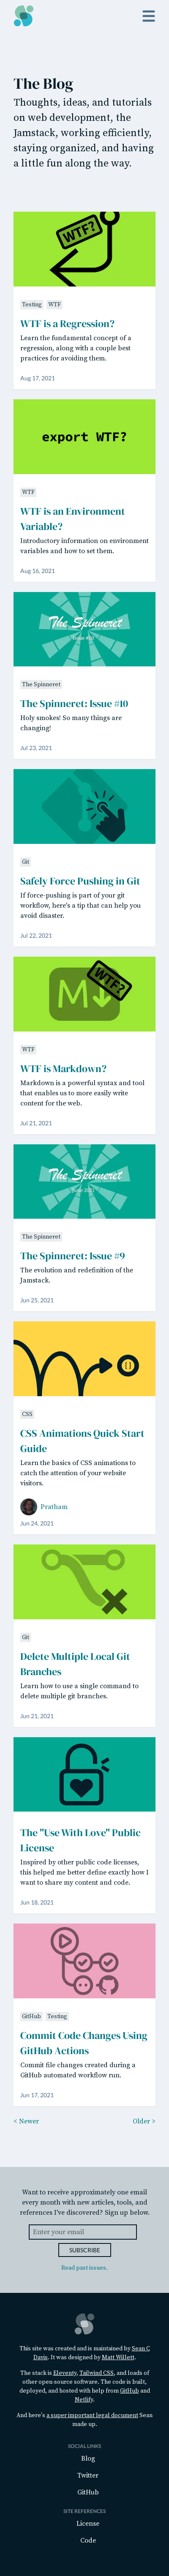 The Blog
Thoughts, ideas, and tutorials
on web development, the
Jamstack, working efficiently,
staying organized, and having
a little fun along the way.
WTF?
Testing WTF
WTF is a Regression?
Learn the fundamental concept of a
regression, along with a couple best
practices for avoiding them.
Aug 17, 2021
export WTF?
WTF
WTF is an Environment
Variable?
Introductory information on environment
variables and how to set them.
Aug 16, 2021
The Spinneret
The Spinneret
The Spinneret: Issue #10
Holy smokes! So many things are
changing!
Jul 23, 2021
Git
Safely Force Pushing in Git
If force-pushing is part of your git
workflow, here's a tip that can help you
avoid disaster.
Jul 22, 2021
WTF?
M
WTF
WTF is Markdown?
Markdown is a powerful syntax and tool
that enables us to more easily write
content for the web.
Jul 21, 2021
The Spinneret
The Spinneret
The Spinneret: Issue #9
The evolution and redefinition of the
Jamstack.
Jun 25, 2021
{}
CSS
CSS Animations Quick Start
Guide
Learn the basics of CSS animations to
catch the attention of your website
visitors.
Pratham
Jun 24, 2021
Git
Delete Multiple Local Git
Branches
Learn how to use a single command to
delete multiple git branches.
Jun 21, 2021
The "Use With Love" Public
License
Inspired by other public code licenses,
this helped me better define exactly how I
want to share my content and code.
Jun 18, 2021
GitHub Testing
Commit Code Changes Using
GitHub Actions
Commit file changes created during a
GitHub automated workflow run.
Jun 17, 2021
< Newer Older >
Want to receive approximately one email
every month with new articles, tools, and
references I've discovered? Sign up below.
Enter your email
SUBSCRIBE
Read past issues.
This site was created and is maintained by Sean C
Davis. It was designed by Matt Willett.
The stack is Eleventy, Tailwind CSS, and loads of
other open source software. The code is built,
deployed, and hosted with help from GitHub and
Netlify.
And here's a super important legal document Sean
made up.
SOCIAL LINKS
Blog
Twitter
GitHub
SITE REFERENCES
License
Code